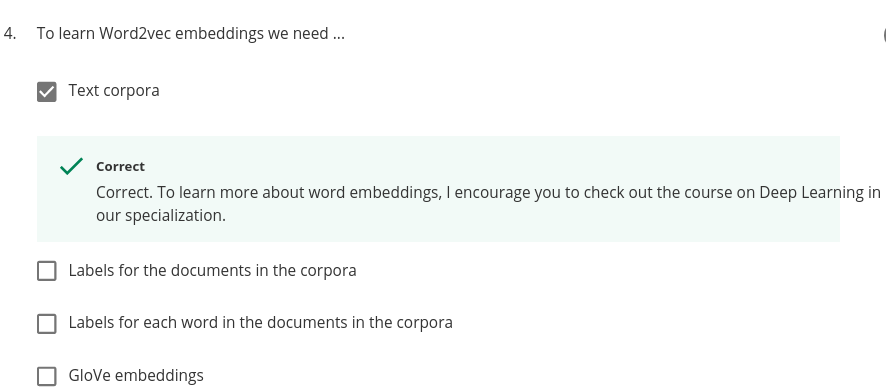 4. To learn Word2vec embeddings we need ...
Text corpora
Correct
Correct. To learn more about word embeddings, I encourage you to check out the course on Deep Learning in
our specialization.
Labels for the documents in the corpora
Labels for each word in the documents in the corpora
GloVe embeddings